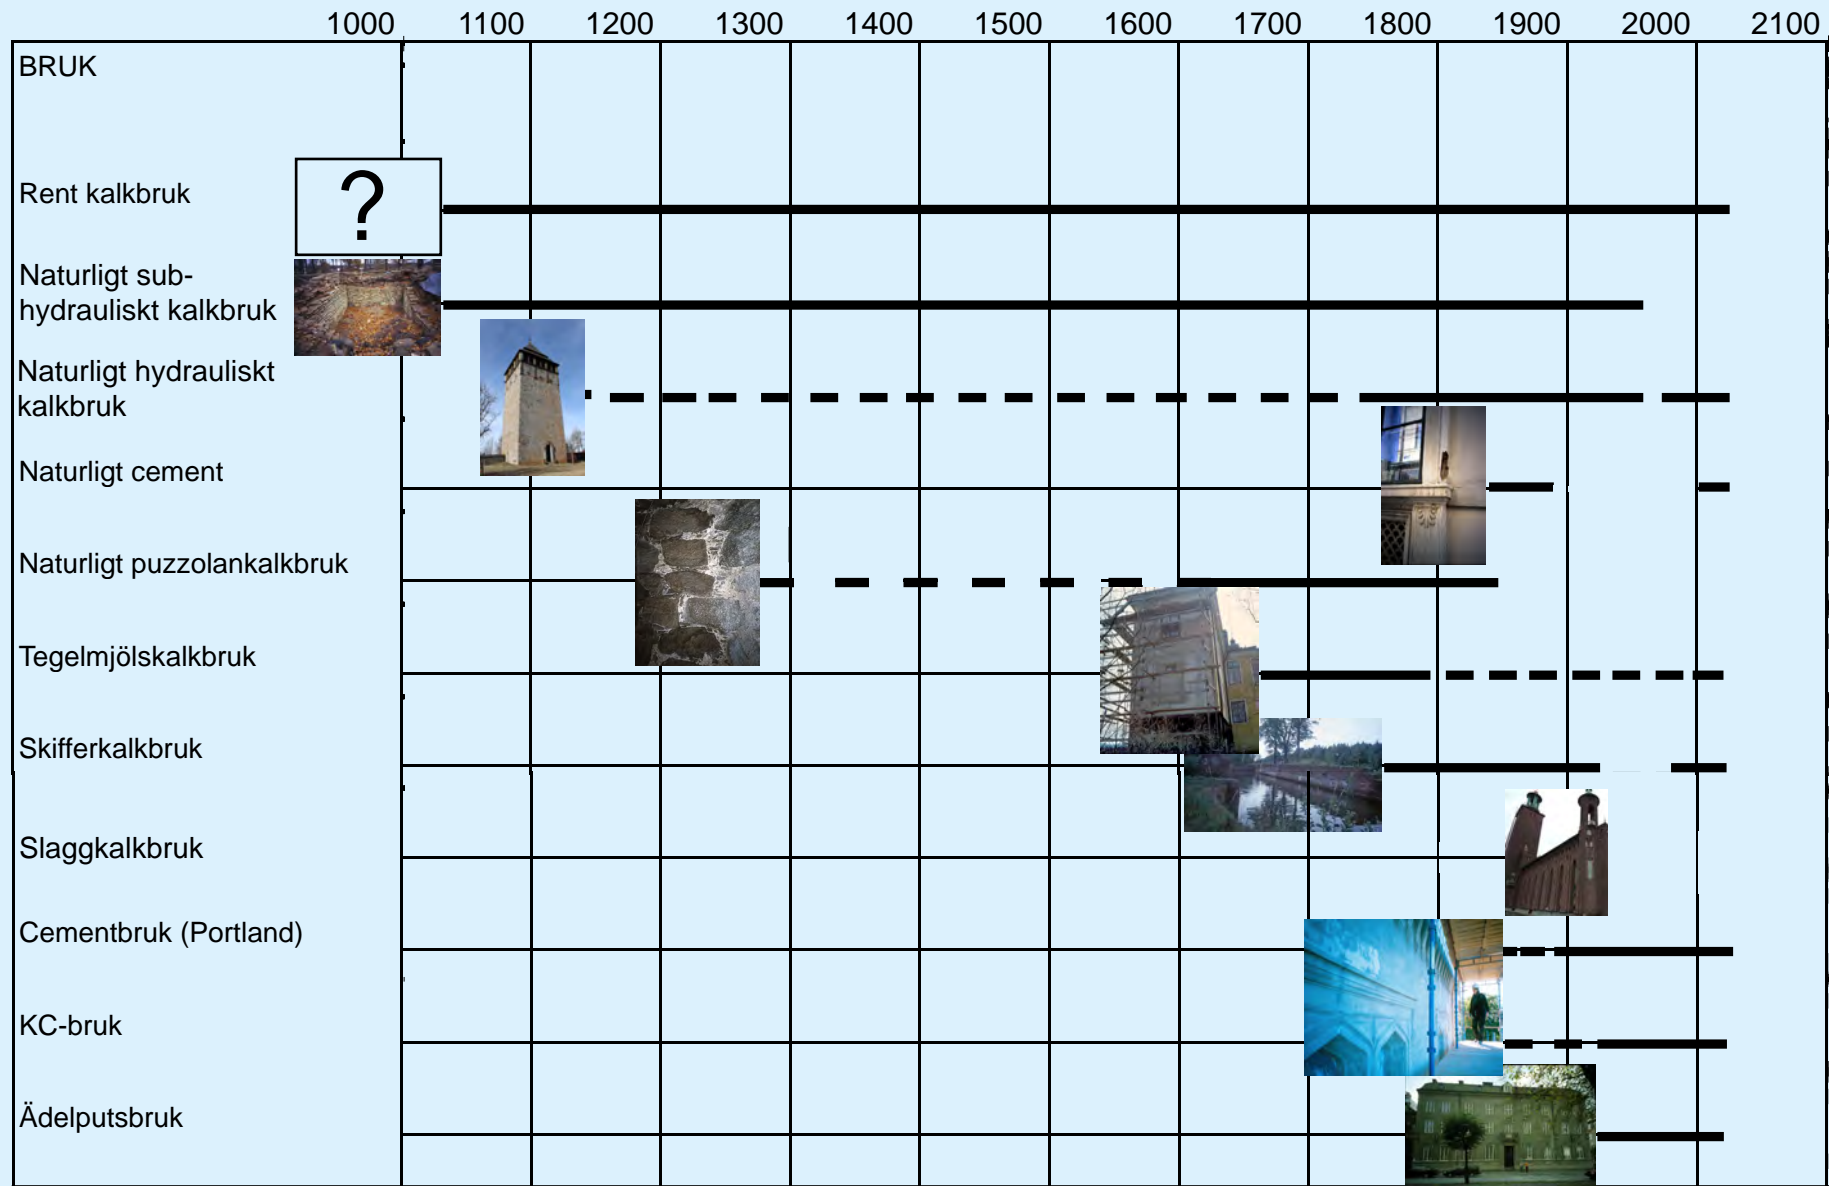 1000 1100 1200 1300 1400 1500 1600 1700 1800 1900 2000 2100
BRUK
Rent kalkbruk
?
Naturligt sub-
hydrauliskt kalkbruk
Naturligt hydrauliskt
kalkbruk
Naturligt cement
Naturligt puzzolankalkbruk
Tegelmjölskalkbruk
Skifferkalkbruk
Slaggkalkbruk
Cementbruk (Portland)
KC-bruk
Ädelputsbruk